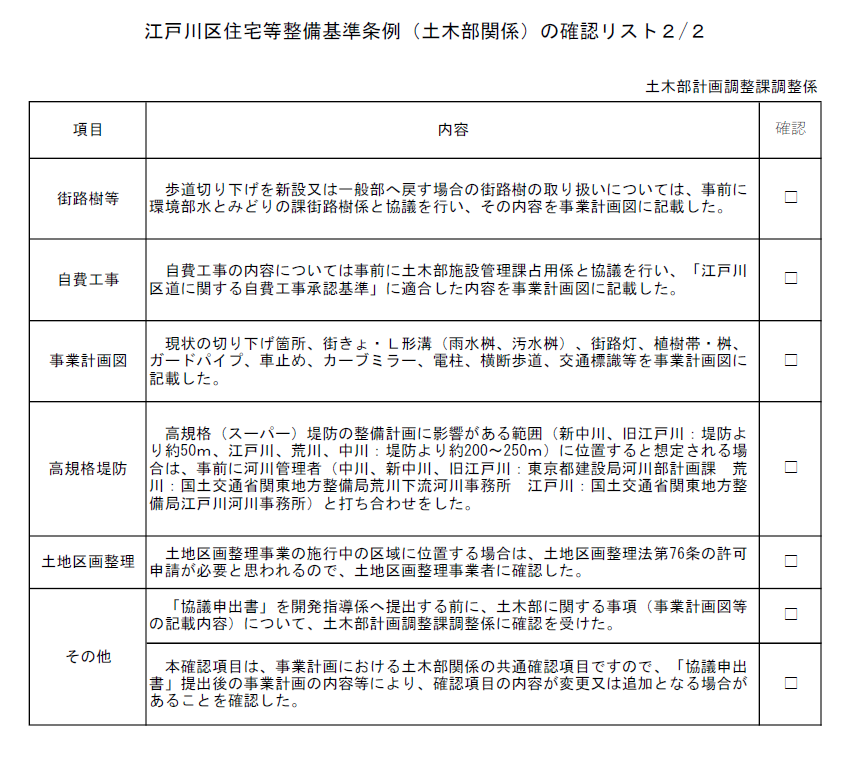 江戸川区住宅等整備基準条例（土木部関係）の確認リスト２/２
土木部計画調整課調整係
項目
内容
確認
街路樹等
歩道切り下げを新設又は一般部へ戻す場合の街路樹の取り扱いについては、事前に
環境部水とみどりの課街路樹係と協議を行い、その内容を事業計画図に記載した。
□
自費工事
自費工事の内容については事前に土木部施設管理課占用係と協議を行い、「江戸川
区道に関する自費工事承認基準」に適合した内容を事業計画図に記載した。
□
事業計画図
現状の切り下げ箇所、街きょ・Ｌ形溝（雨水桝、汚水桝）、街路灯、植樹帯・桝、
ガードパイプ、車止め、カーブミラー、電柱、横断歩道、交通標識等を事業計画図に
記載した。
□
高規格堤防
高規格（スーパー）堤防の整備計画に影響がある範囲（新中川、旧江戸川：堤防よ
り約50ｍ、江戸川、荒川、中川：堤防より約200～250ｍ）に位置すると想定される場
合は、事前に河川管理者（中川、新中川、旧江戸川：東京都建設局河川部計画課　荒
川：国土交通省関東地方整備局荒川下流河川事務所　江戸川：国土交通省関東地方整
備局江戸川河川事務所）と打ち合わせをした。
□
土地区画整理
土地区画整理事業の施行中の区域に位置する場合は、土地区画整理法第76条の許可
申請が必要と思われるので、土地区画整理事業者に確認した。
□
その他
「協議申出書」を開発指導係へ提出する前に、土木部に関する事項（事業計画図等
の記載内容）について、土木部計画調整課調整係に確認を受けた。
□
本確認項目は、事業計画における土木部関係の共通確認項目ですので、「協議申出
書」提出後の事業計画の内容等により、確認項目の内容が変更又は追加となる場合が
あることを確認した。
□